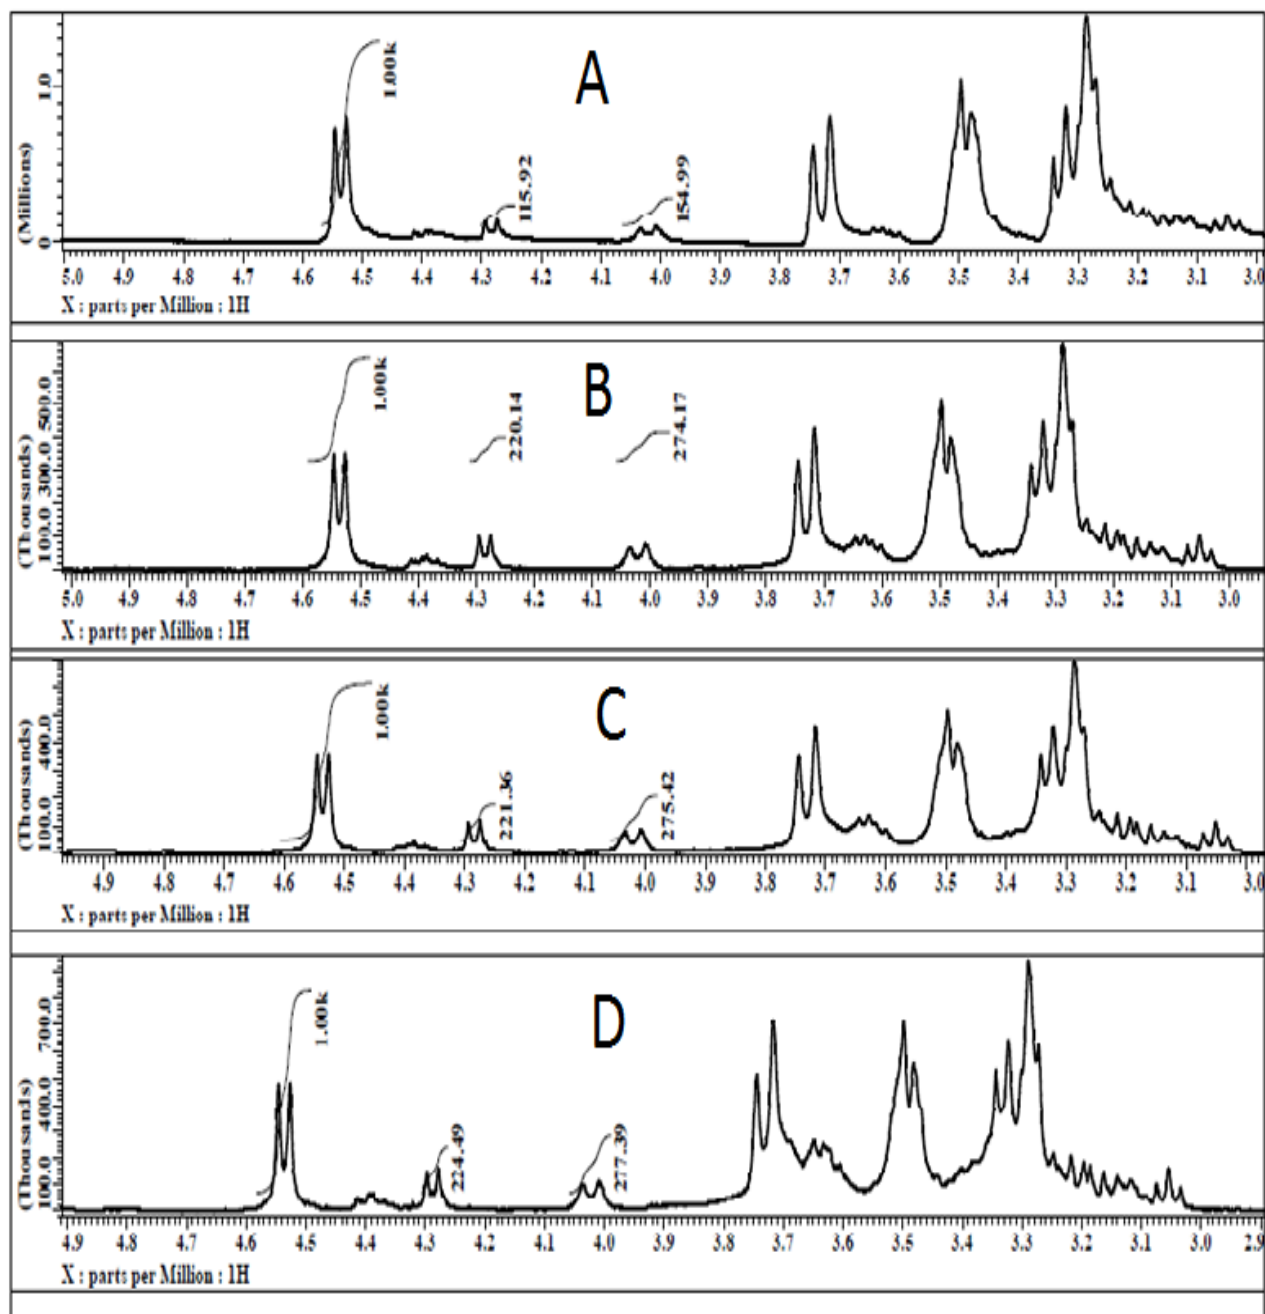 A
1.00k
115.92
154.99
(Millions)
1.0
0
5.0 4.9 4.8 4.7 4.6 4.5 4.4 4.3 4.2 4.1 4.0 3.9 3.8 3.7 3.6 3.5 3.4 3.3 3.2 3.1 3.0
X : parts per Million : 1H
B
1.00k
220.14
274.17
(Thousands)
500.0
300.0
100.0
5.0 4.9 4.8 4.7 4.6 4.5 4.4 4.3 4.2 4.1 4.0 3.9 3.8 3.7 3.6 3.5 3.4 3.3 3.2 3.1 3.0
X : parts per Million : 1H
C
1.00k
221.36
275.42
(Thousands)
400.0
100.0
4.9 4.8 4.7 4.6 4.5 4.4 4.3 4.2 4.1 4.0 3.9 3.8 3.7 3.6 3.5 3.4 3.3 3.2 3.1 3.0
X : parts per Million : 1H
D
1.00k
224.49
277.39
(Thousands)
700.0
400.0
100.0
4.9 4.8 4.7 4.6 4.5 4.4 4.3 4.2 4.1 4.0 3.9 3.8 3.7 3.6 3.5 3.4 3.3 3.2 3.1 3.0 2.9
X : parts per Million : 1H